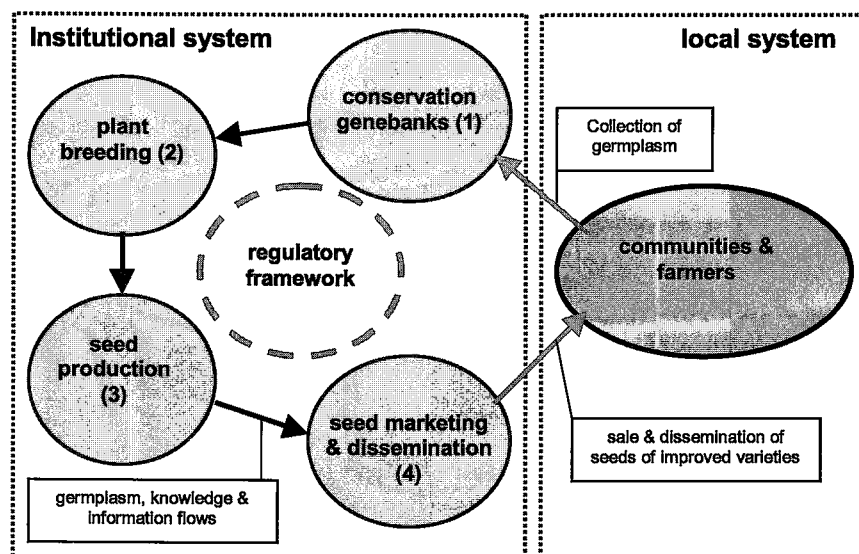 Institutional system
local system
conservation
genebanks (1)
plant
breeding (2)
Collection of
germplasm
regulatory
framework
communities &
farmers
seed
production
(3)
seed marketing
& dissemination
(4)
sale & dissemination of
seeds of improved varieties
germplasm, knowledge &
information flows